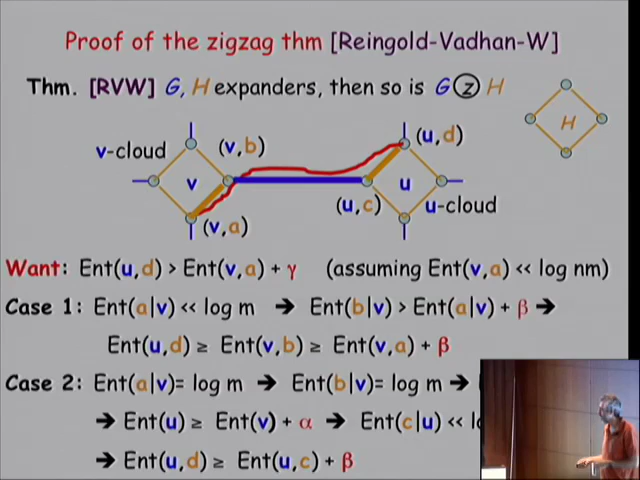 Proof of the zigzag thm [Reingold-Vadhan-W]
Thm. [RVW] G, H expanders, then so is G ⓩ H
H
v-cloud
(v,b)
(u,d)
v
u
(u,c)
u-cloud
(v,a)
Want: Ent(u,d) > Ent(v,a) + γ (assuming Ent(v,a) << log nm)
Case 1: Ent(a|v) << log m ➔ Ent(b|v) > Ent(a|v) + β ➔
Ent(u,d) ≥ Ent(v,b) ≥ Ent(v,a) + β
Case 2: Ent(a|v)= log m ➔ Ent(b|v)= log m ➔
➔ Ent(u) ≥ Ent(v) + α ➔ Ent(c|u) <<
➔ Ent(u,d) ≥ Ent(u,c) + β